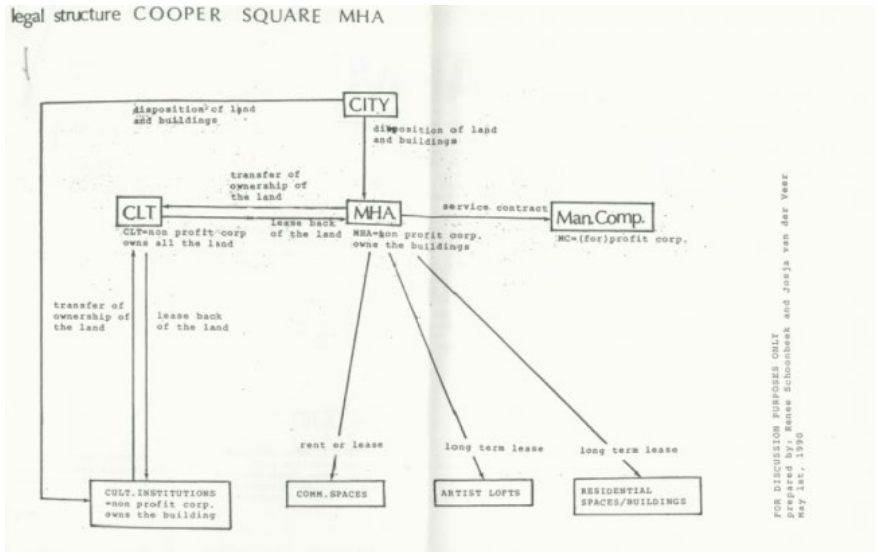 legal structure COOPER SQUARE MHA
CITY
disposition of land
and buildings
disposition of land
and buildings
transfer of
ownership of
the land
CLT
MHA
service contract
Man.Comp.
lease back
of the land
CLT=non profit corp
owns all the land
MHA=non profit corp.
owns the buildings
MC=(for)profit corp.
transfer of
ownership of
the land
lease back
of the land
rent or lease
long term lease
long term lease
CULT.INSTITUTIONS
=non profit corp.
owns the building
COMM.SPACES
ARTIST LOFTS
RESIDENTIAL
SPACES/BUILDINGS
FOR DISCUSSION PURPOSES ONLY
prepared by: Renee Schoonbeek and Josja van der Veer
May 1st, 1990